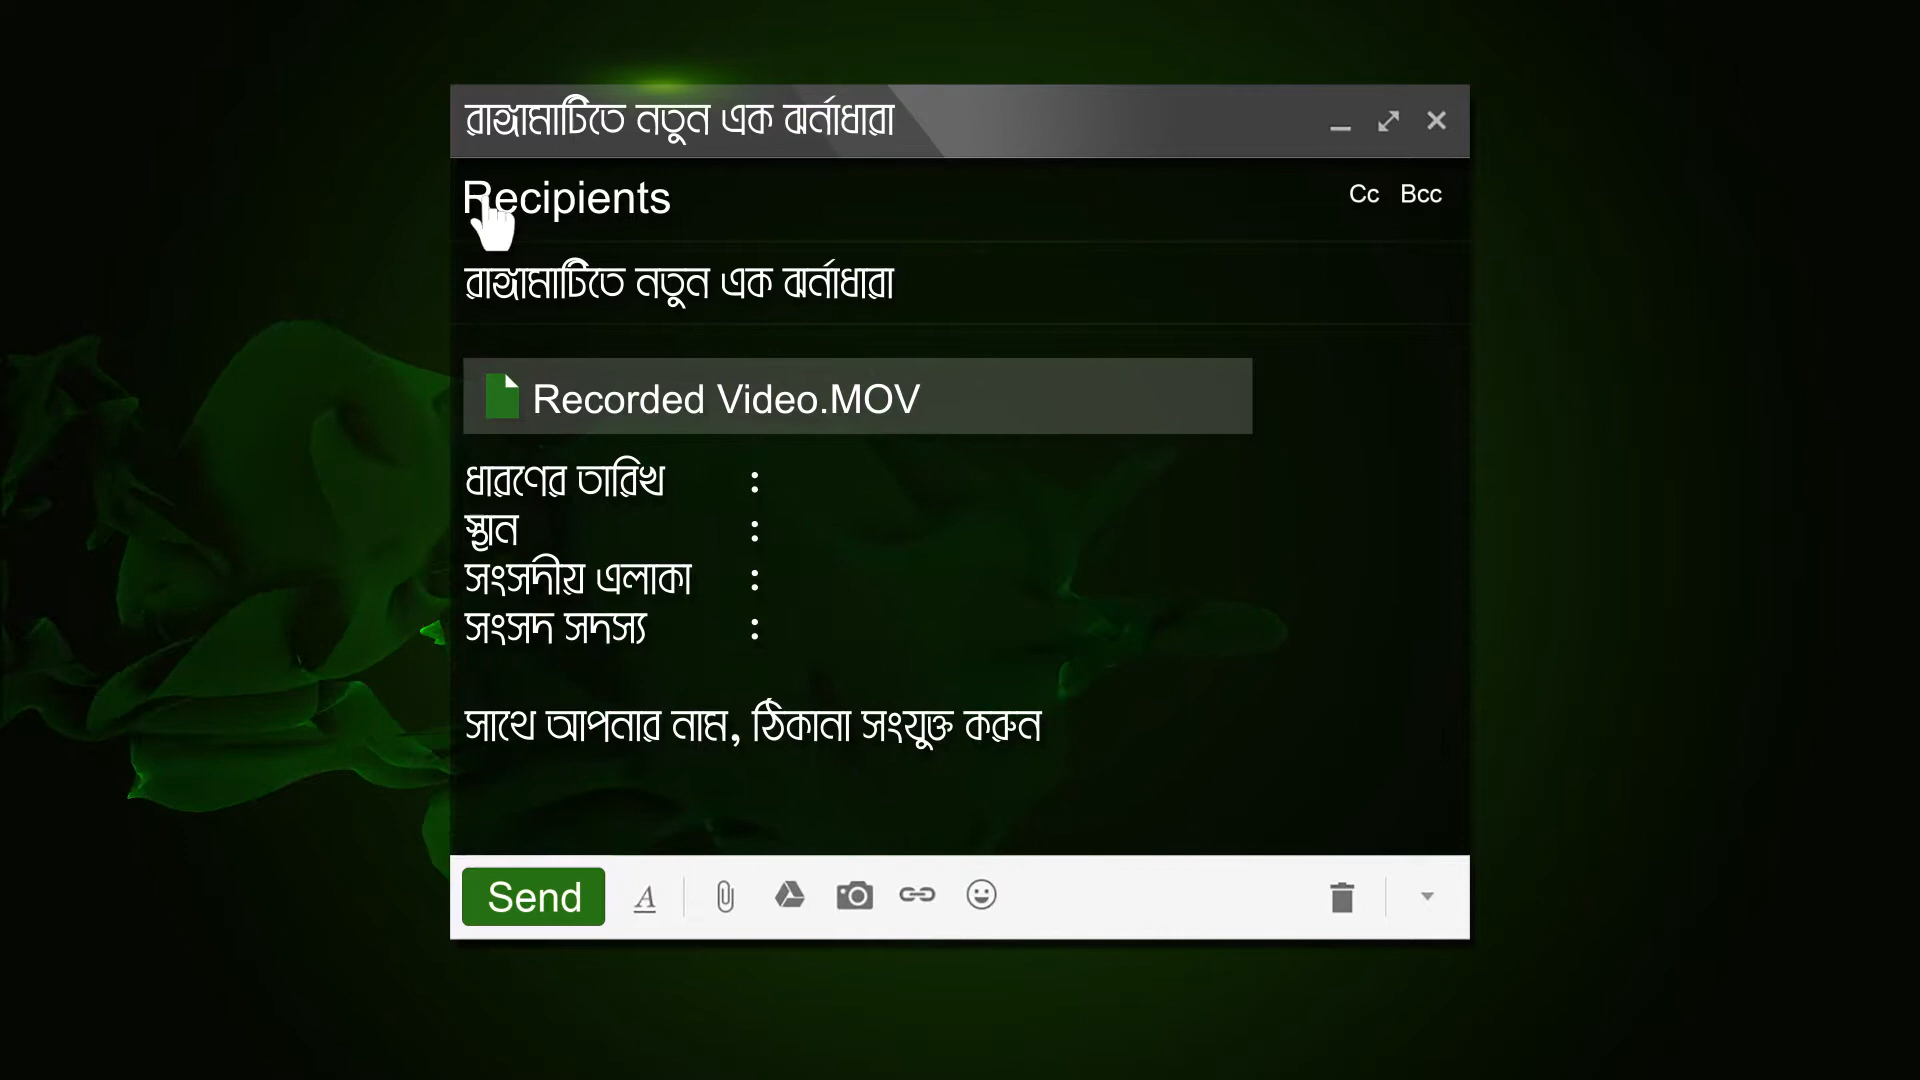 রাঙ্গামাটিতে নতুন এক ঝর্নাধারা
Recipients Cc Bcc
রাঙ্গামাটিতে নতুন এক ঝর্নাধারা
Recorded Video.MOV
ধারণের তারিখ :
স্থান :
সংসদীয় এলাকা :
সংসদ সদস্য :
সাথে আপনার নাম, ঠিকানা সংযুক্ত করুন
Send A